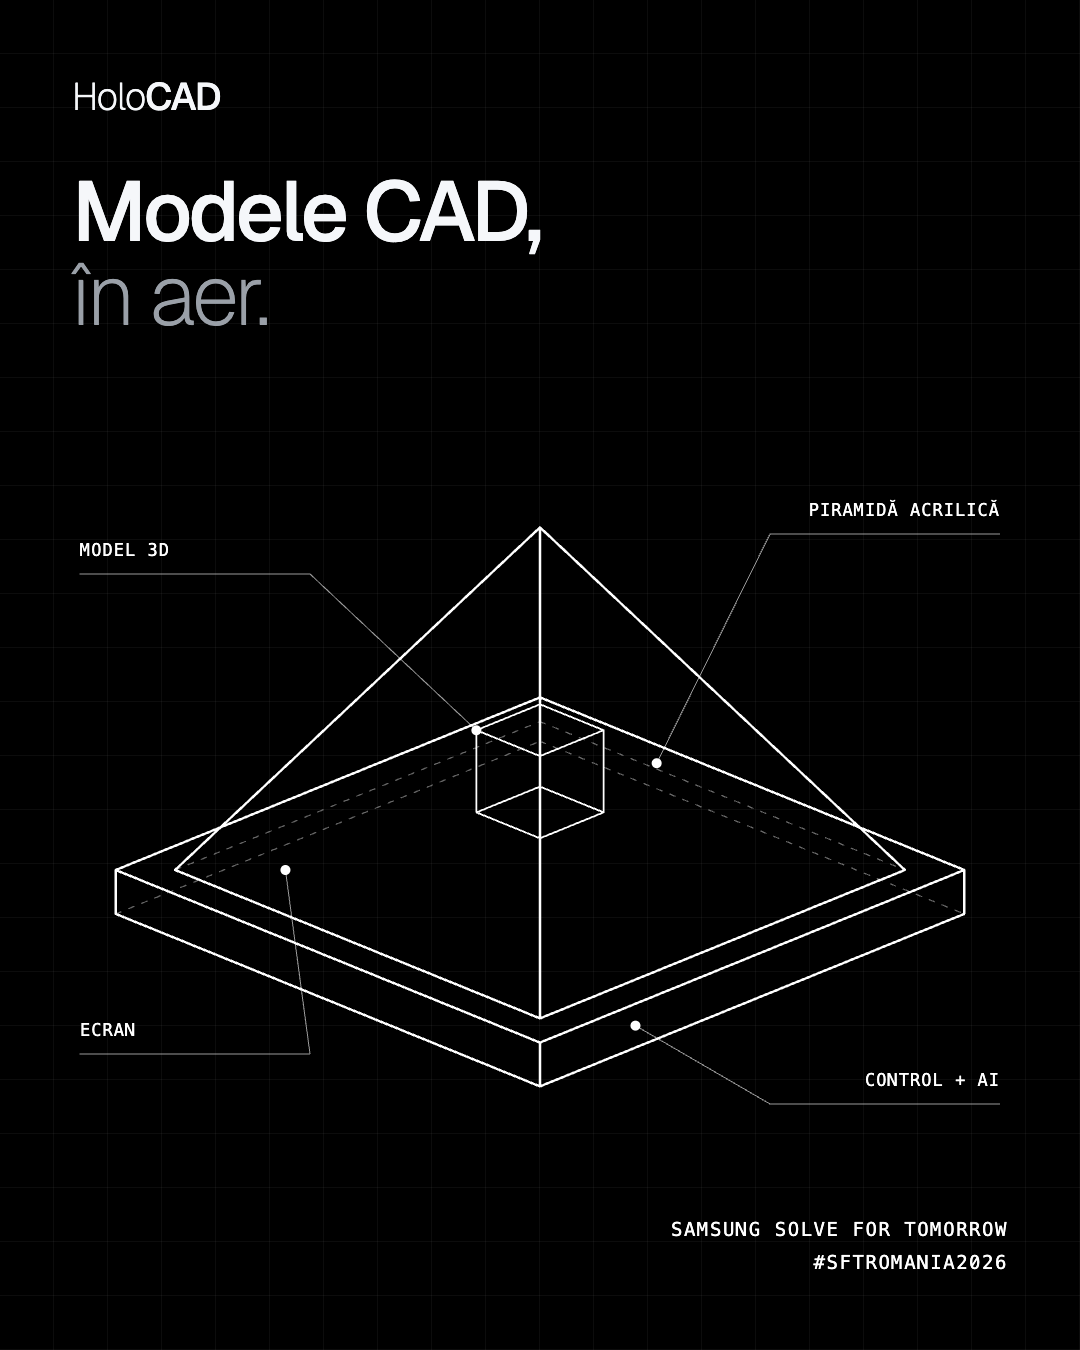 HoloCAD
Modele CAD,
în aer.
PIRAMIDĂ ACRILICĂ
MODEL 3D
ECRAN
CONTROL + AI
SAMSUNG SOLVE FOR TOMORROW
#SFTROMANIA2026